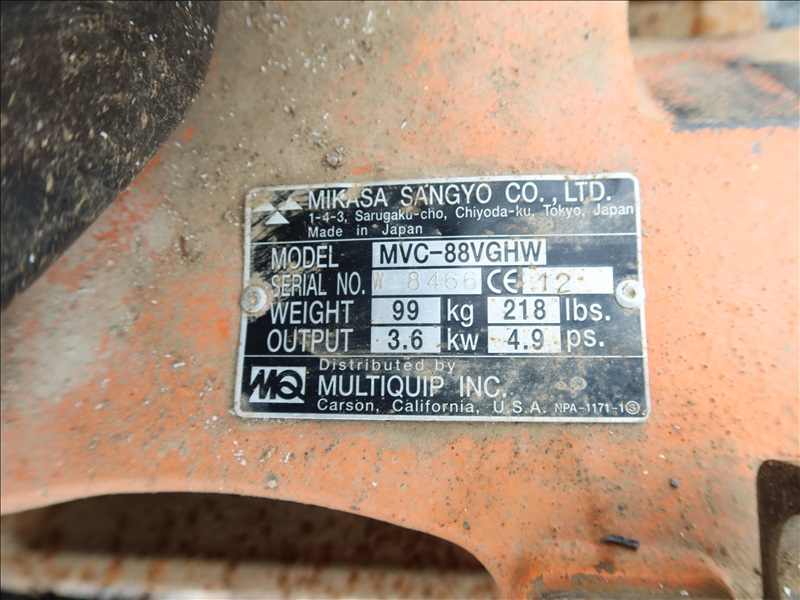 MIKASA SANGYO CO.,LTD.
1-4-3, Sarugaku-cho, Chiyoda-ku, Tokyo, Japan
Made in Japan
MODEL MVC-88VGHW
SERIAL NO. W 8466 CE 12
WEIGHT 99 kg 218 lbs.
OUTPUT 3.6 kw 4.9 ps.
Distributed by
MQ MULTIQUIP INC.
Carson, California, U.S.A. NPA-1171-1 S